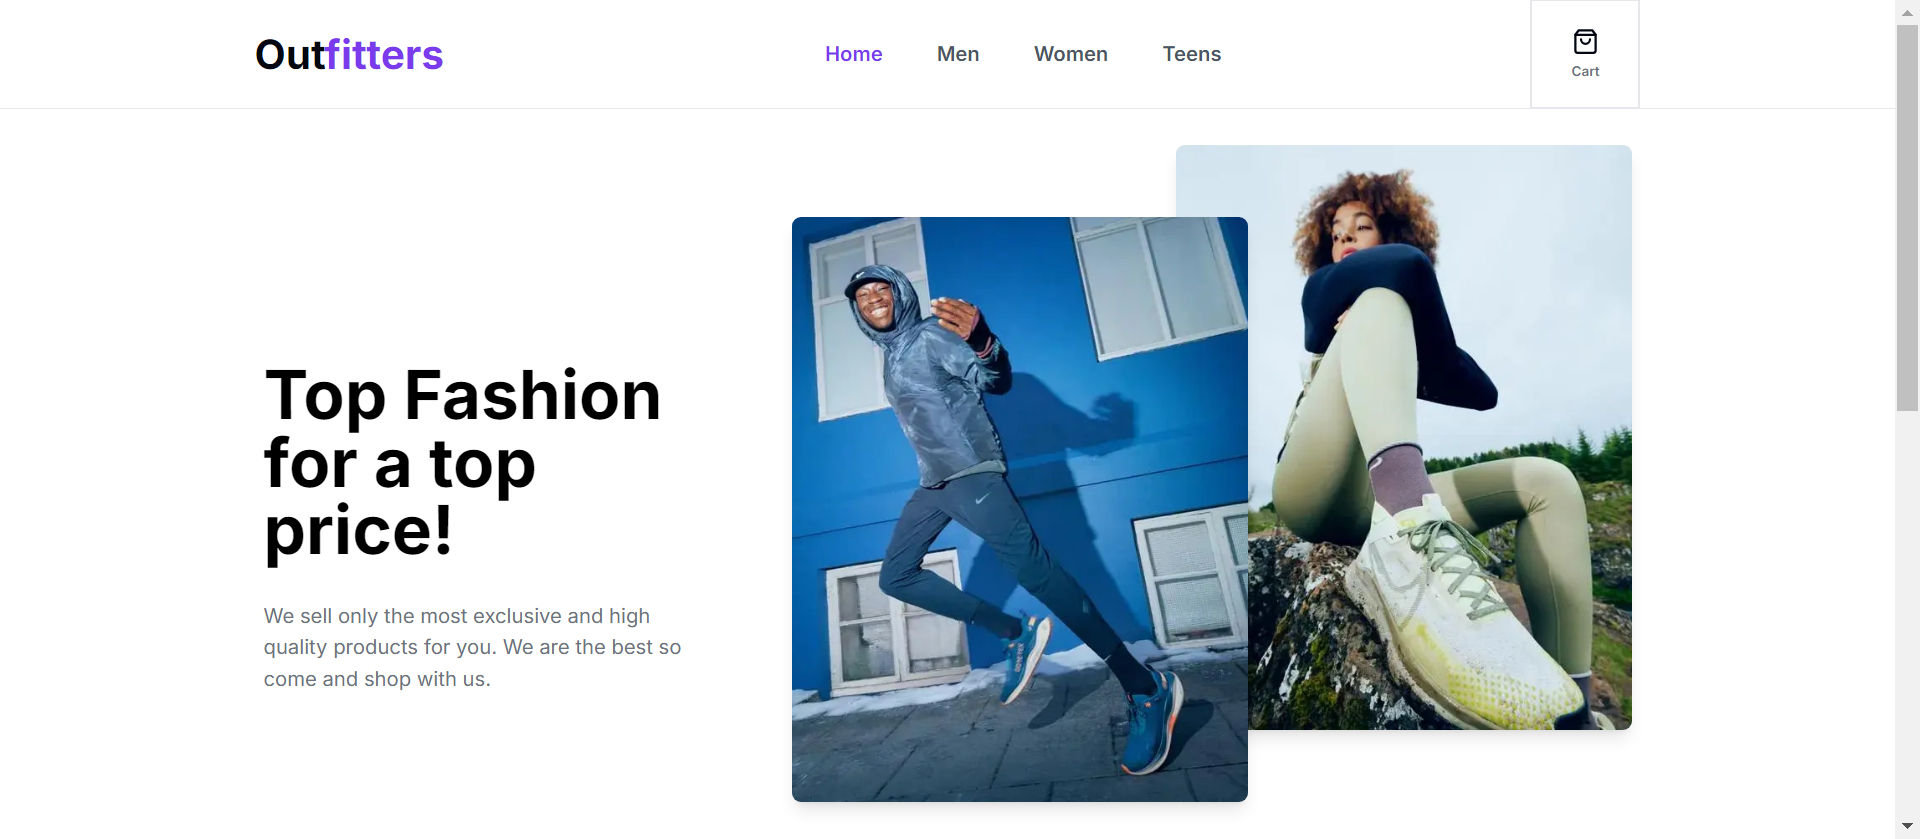 Outfitters
Home
Men
Women
Teens
Cart
Top Fashion
for a top
price!
We sell only the most exclusive and high
quality products for you. We are the best so
come and shop with us.